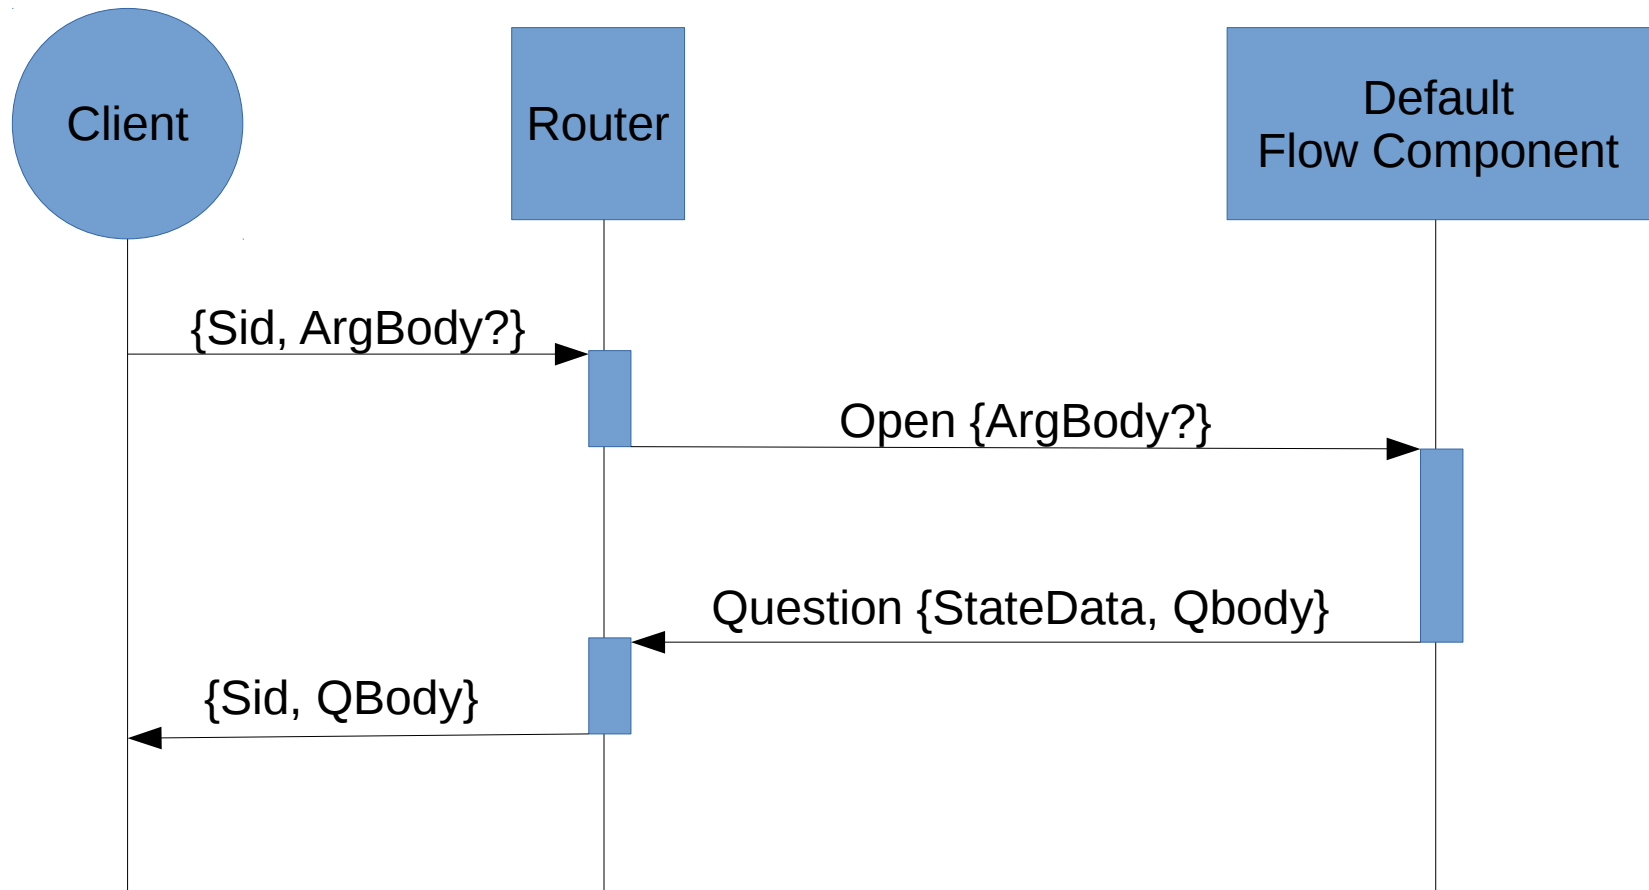 Client
Router
Default
Flow Component
{Sid, ArgBody?}
Open {ArgBody?}
Question {StateData, Qbody}
{Sid, QBody}